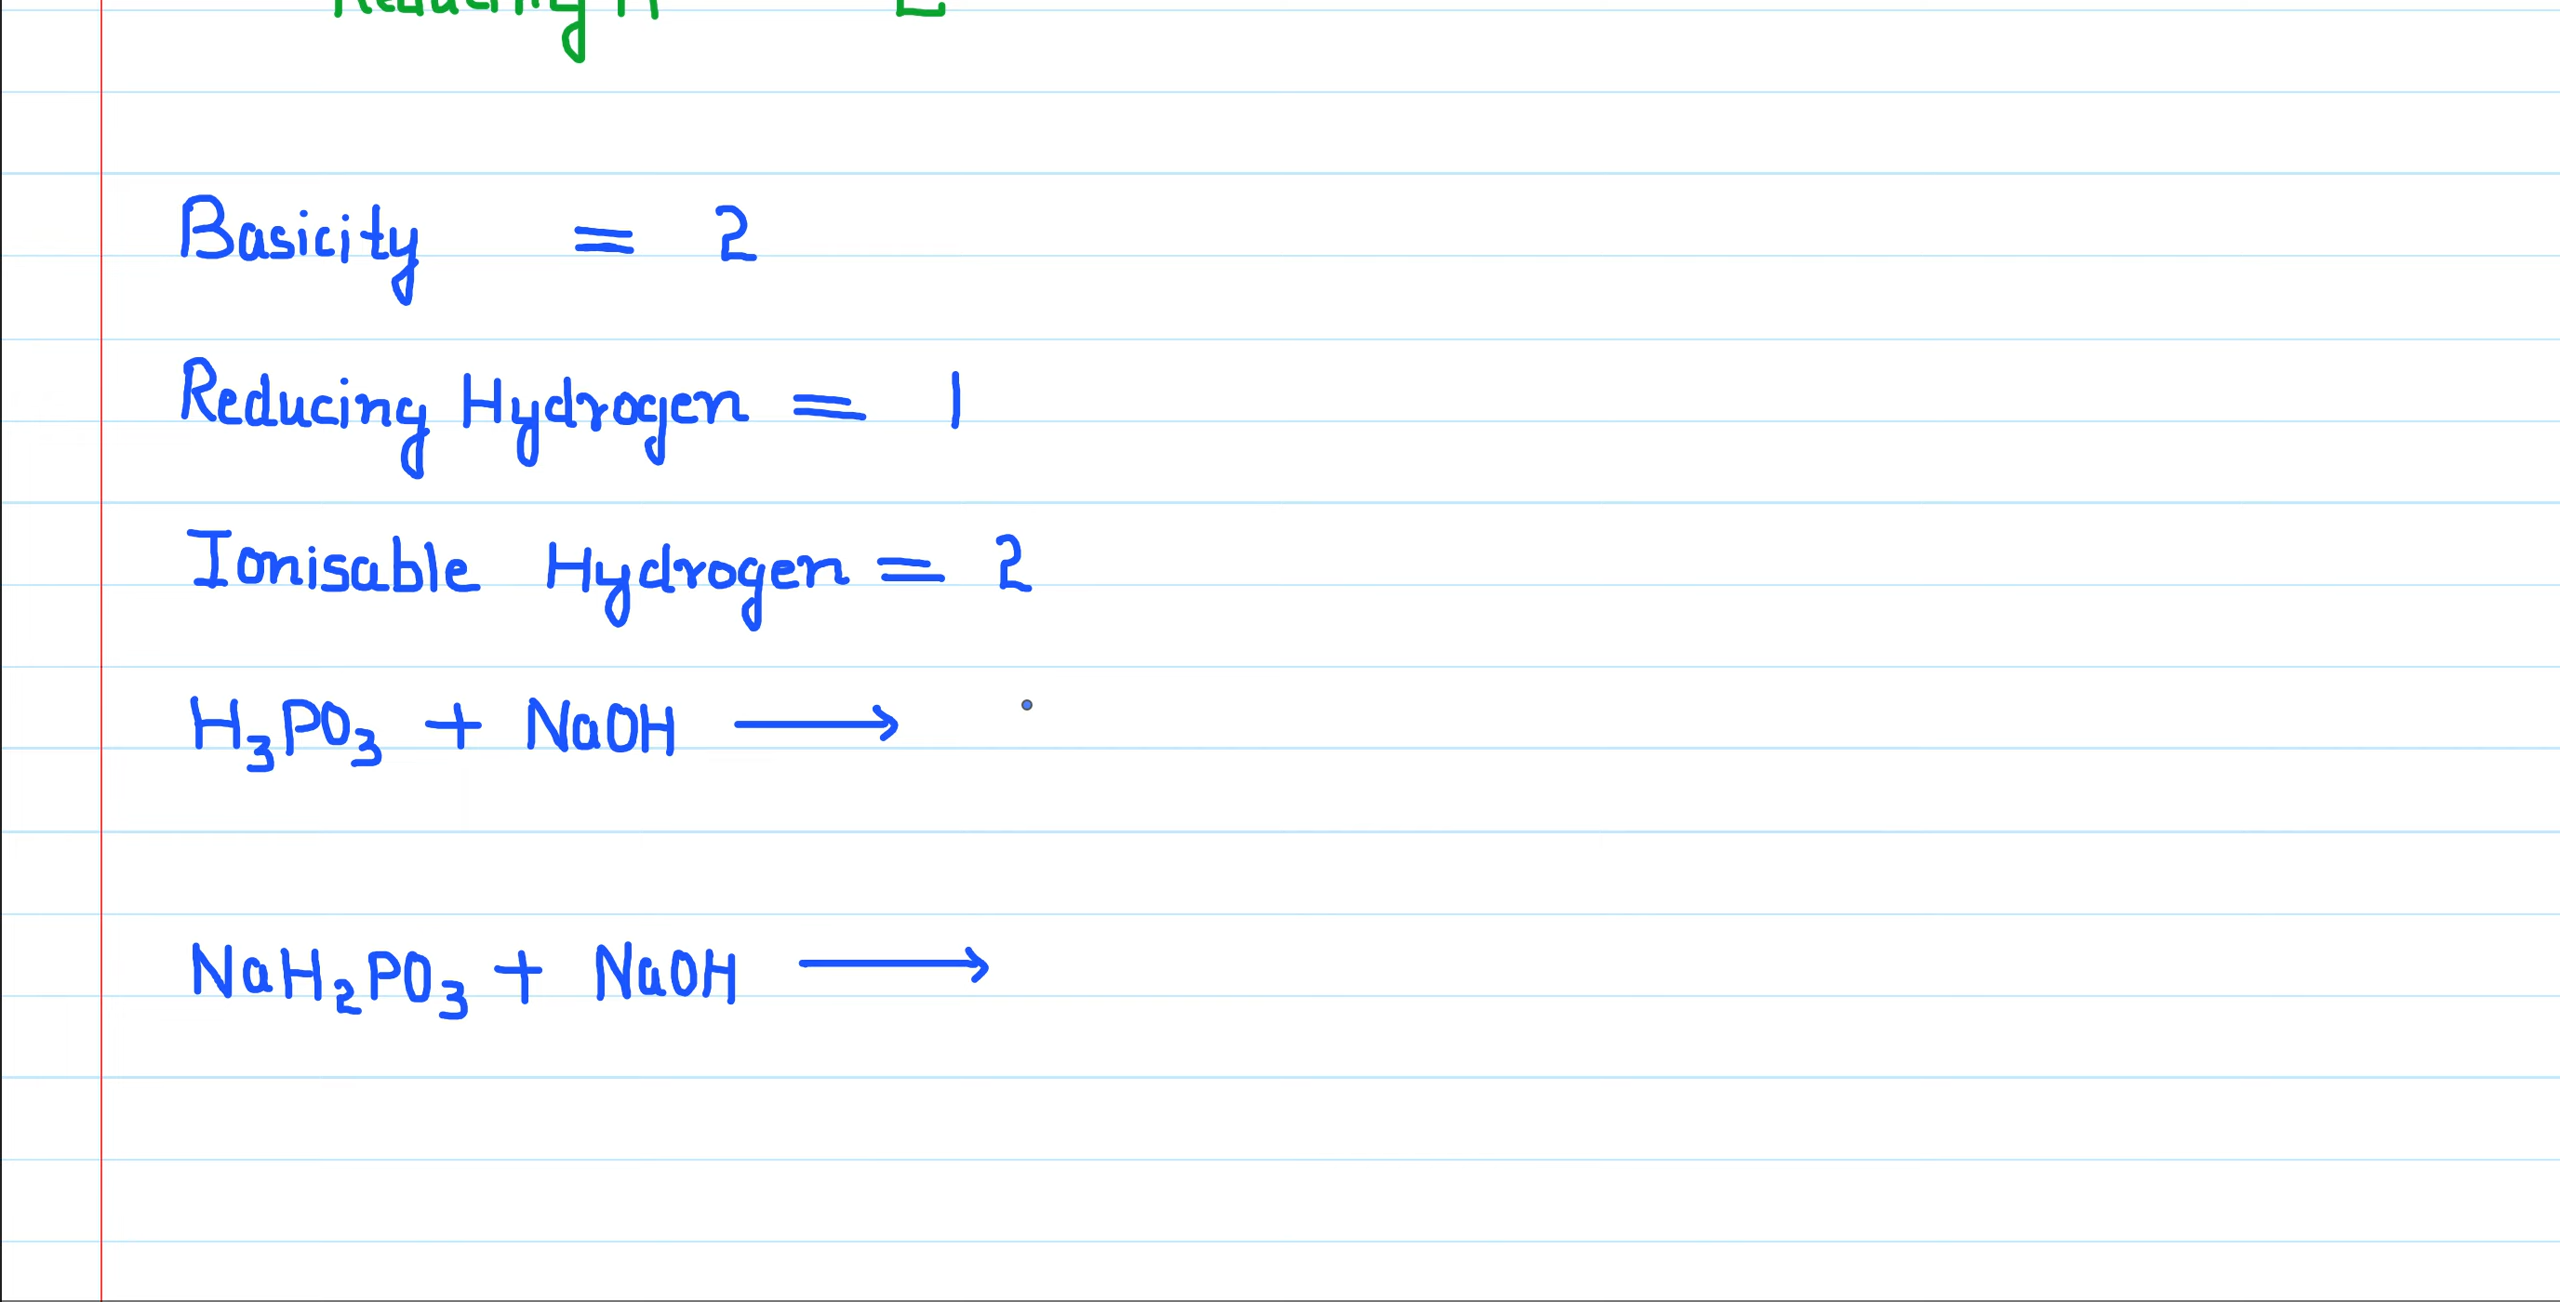 Basicity = 2
Reducing Hydrogen = 1
Ionisable Hydrogen = 2
H₃PO₃ + NaOH ⟶
NaH₂PO₃ + NaOH ⟶